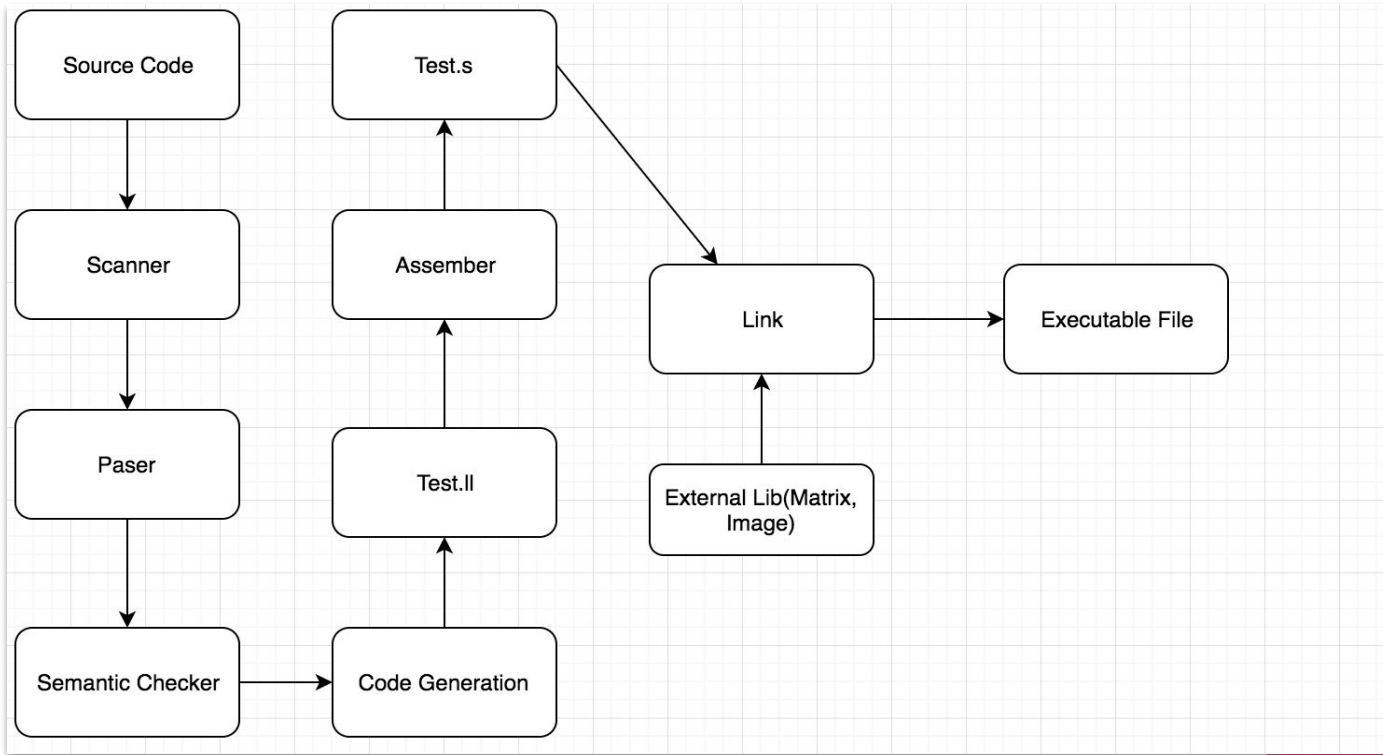 Source Code
Scanner
Paser
Semantic Checker
Code Generation
Test.ll
Assember
Test.s
Link
External Lib(Matrix,
Image)
Executable File